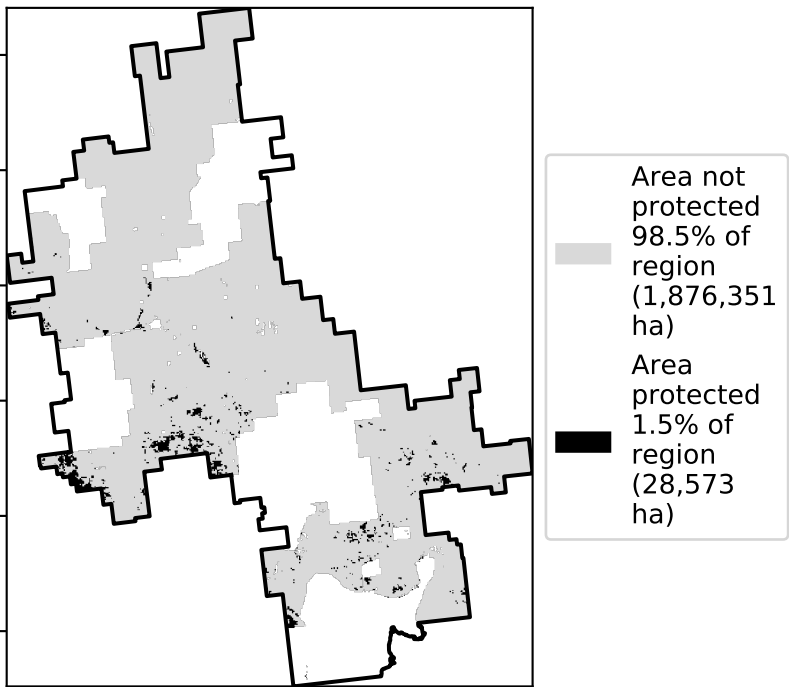 Area not
protected
98.5% of
region
(1,876,351
ha)
Area
protected
1.5% of
region
(28,573
ha)